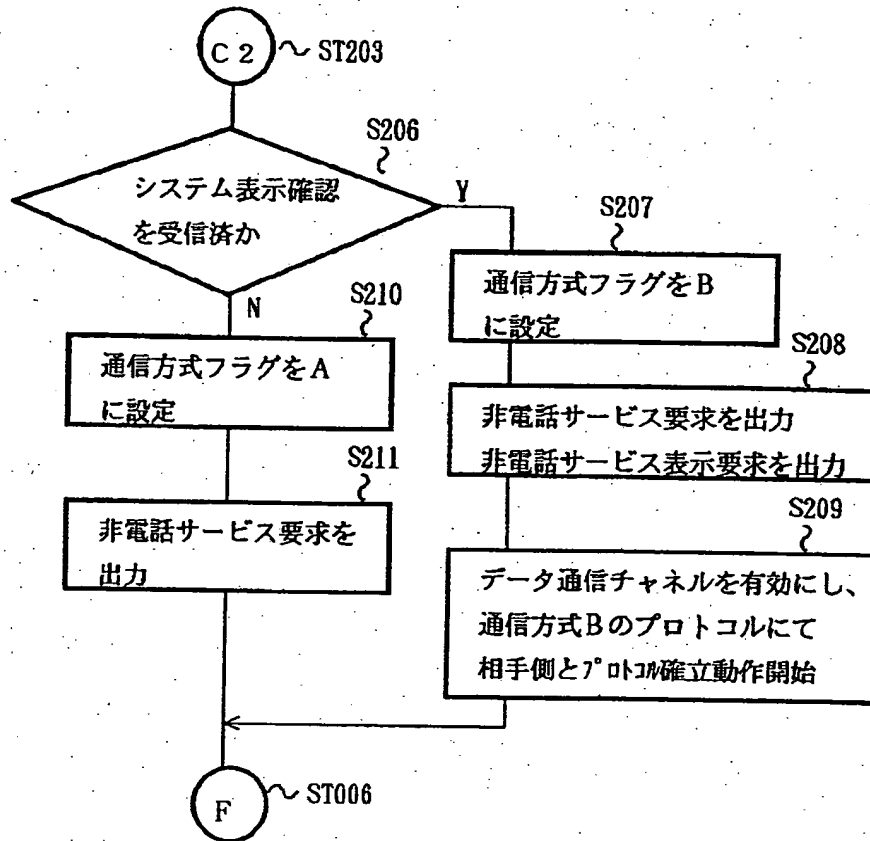 C2
ST203
S206
システム表示確認
を受信済か
Y
N
S207
通信方式フラグをB
に設定
S208
非電話サービス要求を出力
非電話サービス表示要求を出力
S209
データ通信チャネルを有効にし、
通信方式Bのプロトコルにて
相手側とプロトコル確立動作開始
S210
通信方式フラグをA
に設定
S211
非電話サービス要求を
出力
F
ST006